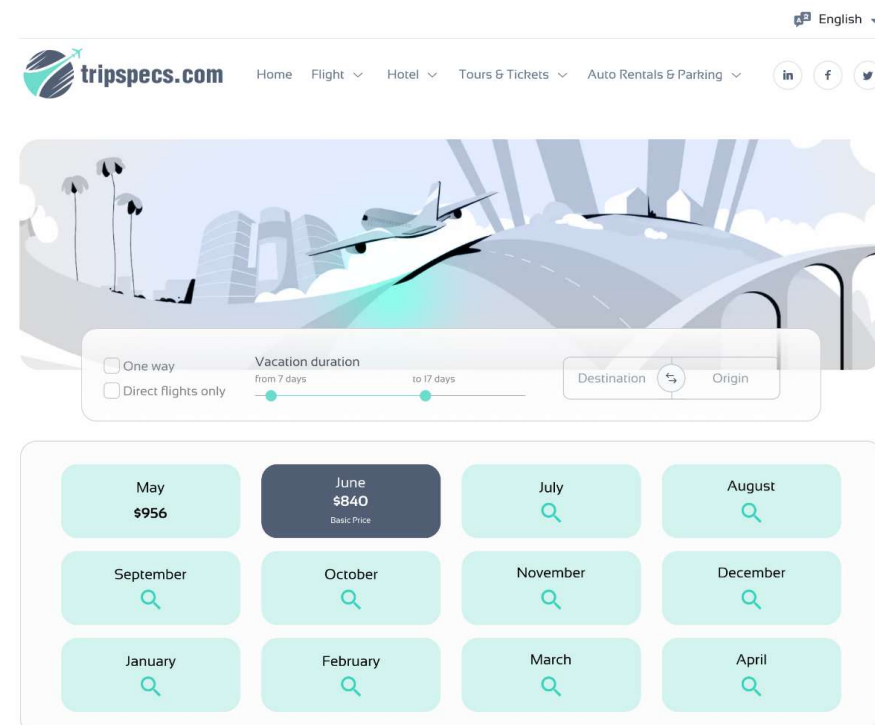 English
tripspecs.com
Home Flight Hotel Tours & Tickets Auto Rentals & Parking in f
One way
Direct flights only
Vacation duration
from 7 days to 17 days
Destination Origin
May
$956
June
$840
Basic Price
July
August
September
October
November
December
January
February
March
April